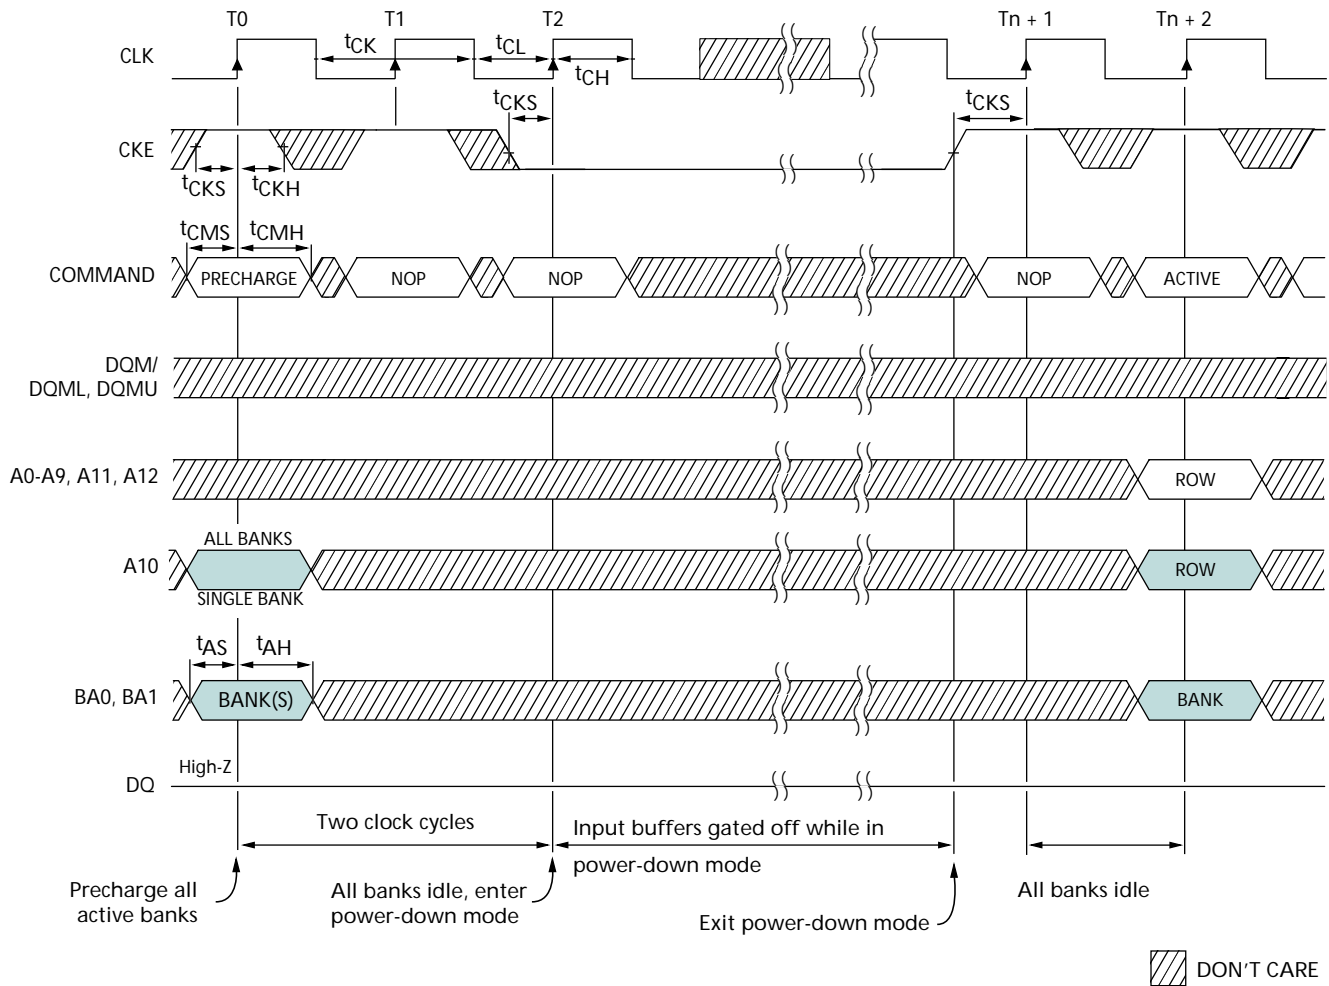 T0 T1 T2 Tn + 1 Tn + 2
CLK
tCK tCL tCH
tCKS tCKS
CKE
tCKS tCKH
tCMS tCMH
COMMAND PRECHARGE NOP NOP NOP ACTIVE
DQM/
DQML, DQMU
A0-A9, A11, A12 ROW
ALL BANKS
A10 ROW
SINGLE BANK
tAS tAH
BA0, BA1 BANK(S) BANK
High-Z
DQ
Two clock cycles
Input buffers gated off while in
power-down mode
Precharge all
active banks
All banks idle, enter
power-down mode
Exit power-down mode
All banks idle
DON'T CARE